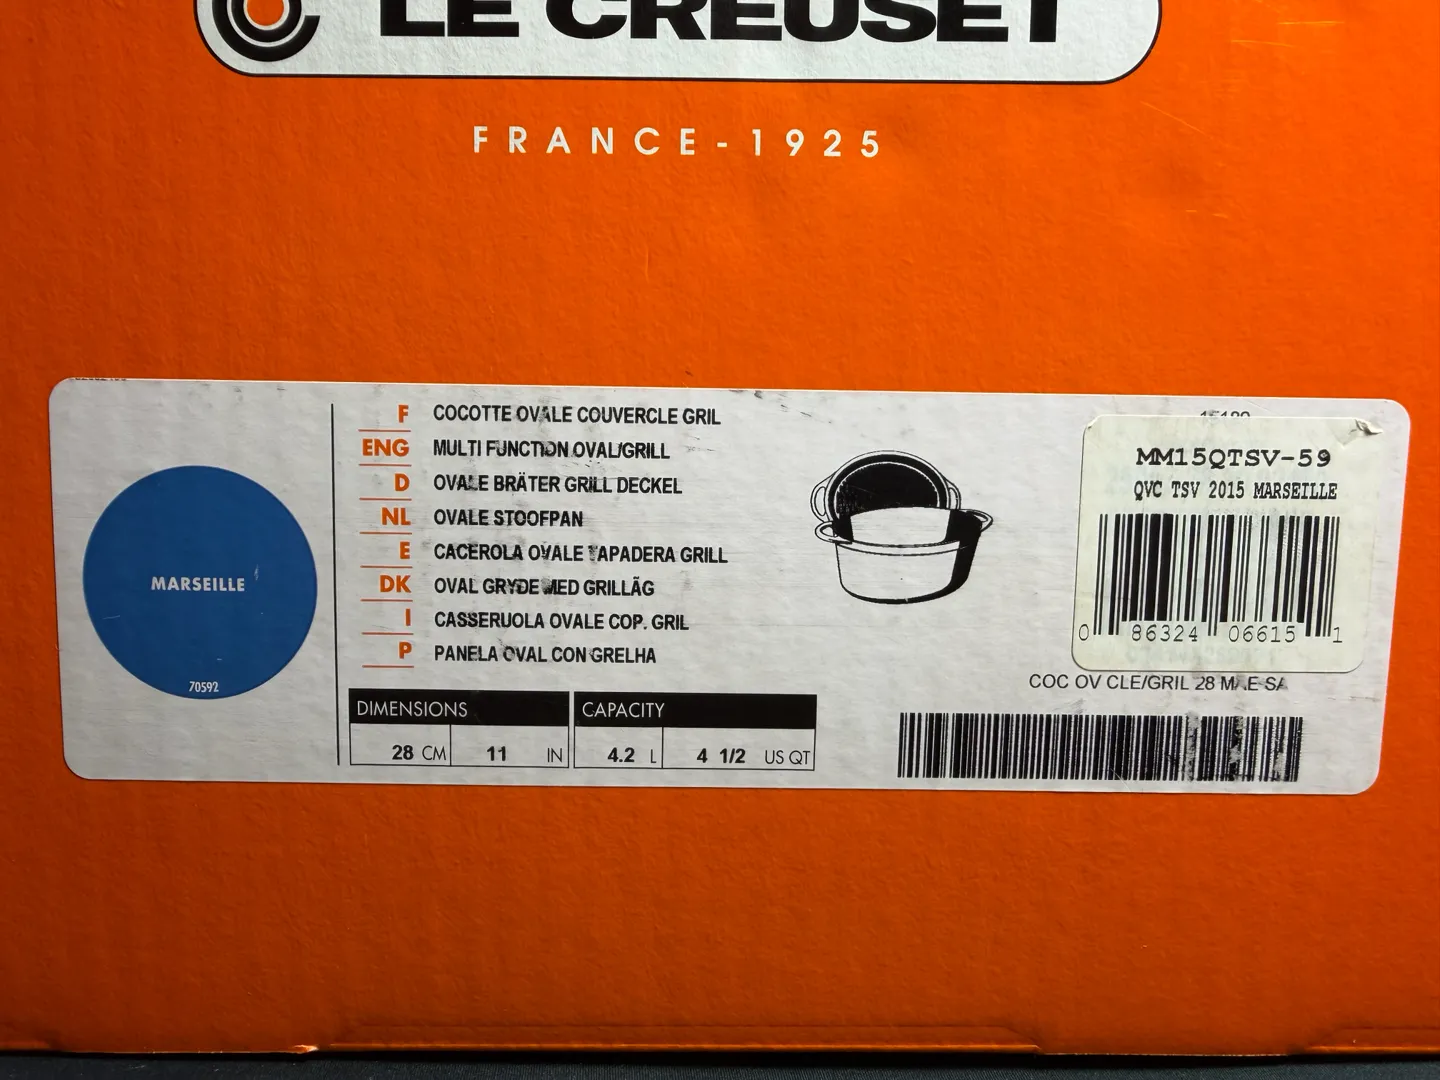 LE CREUSET
FRANCE-1925
MARSEILLE
70592
F COCOTTE OVALE COUVERCLE GRIL
ENG MULTI FUNCTION OVAL/GRILL
D OVALE BRÄTER GRILL DECKEL
NL OVALE STOOFPAN
E CACEROLA OVALE TAPADERA GRILL
DK OVAL GRYDE MED GRILLÅG
I CASSERUOLA OVALE COP. GRIL
P PANELA OVAL CON GRELHA
DIMENSIONS CAPACITY
28 CM 11 IN 4.2 L 4 1/2 US QT
MM15QTSV-59
QVC TSV 2015 MARSEILLE
0 86324 06615 1
COC OV CLE/GRIL 28